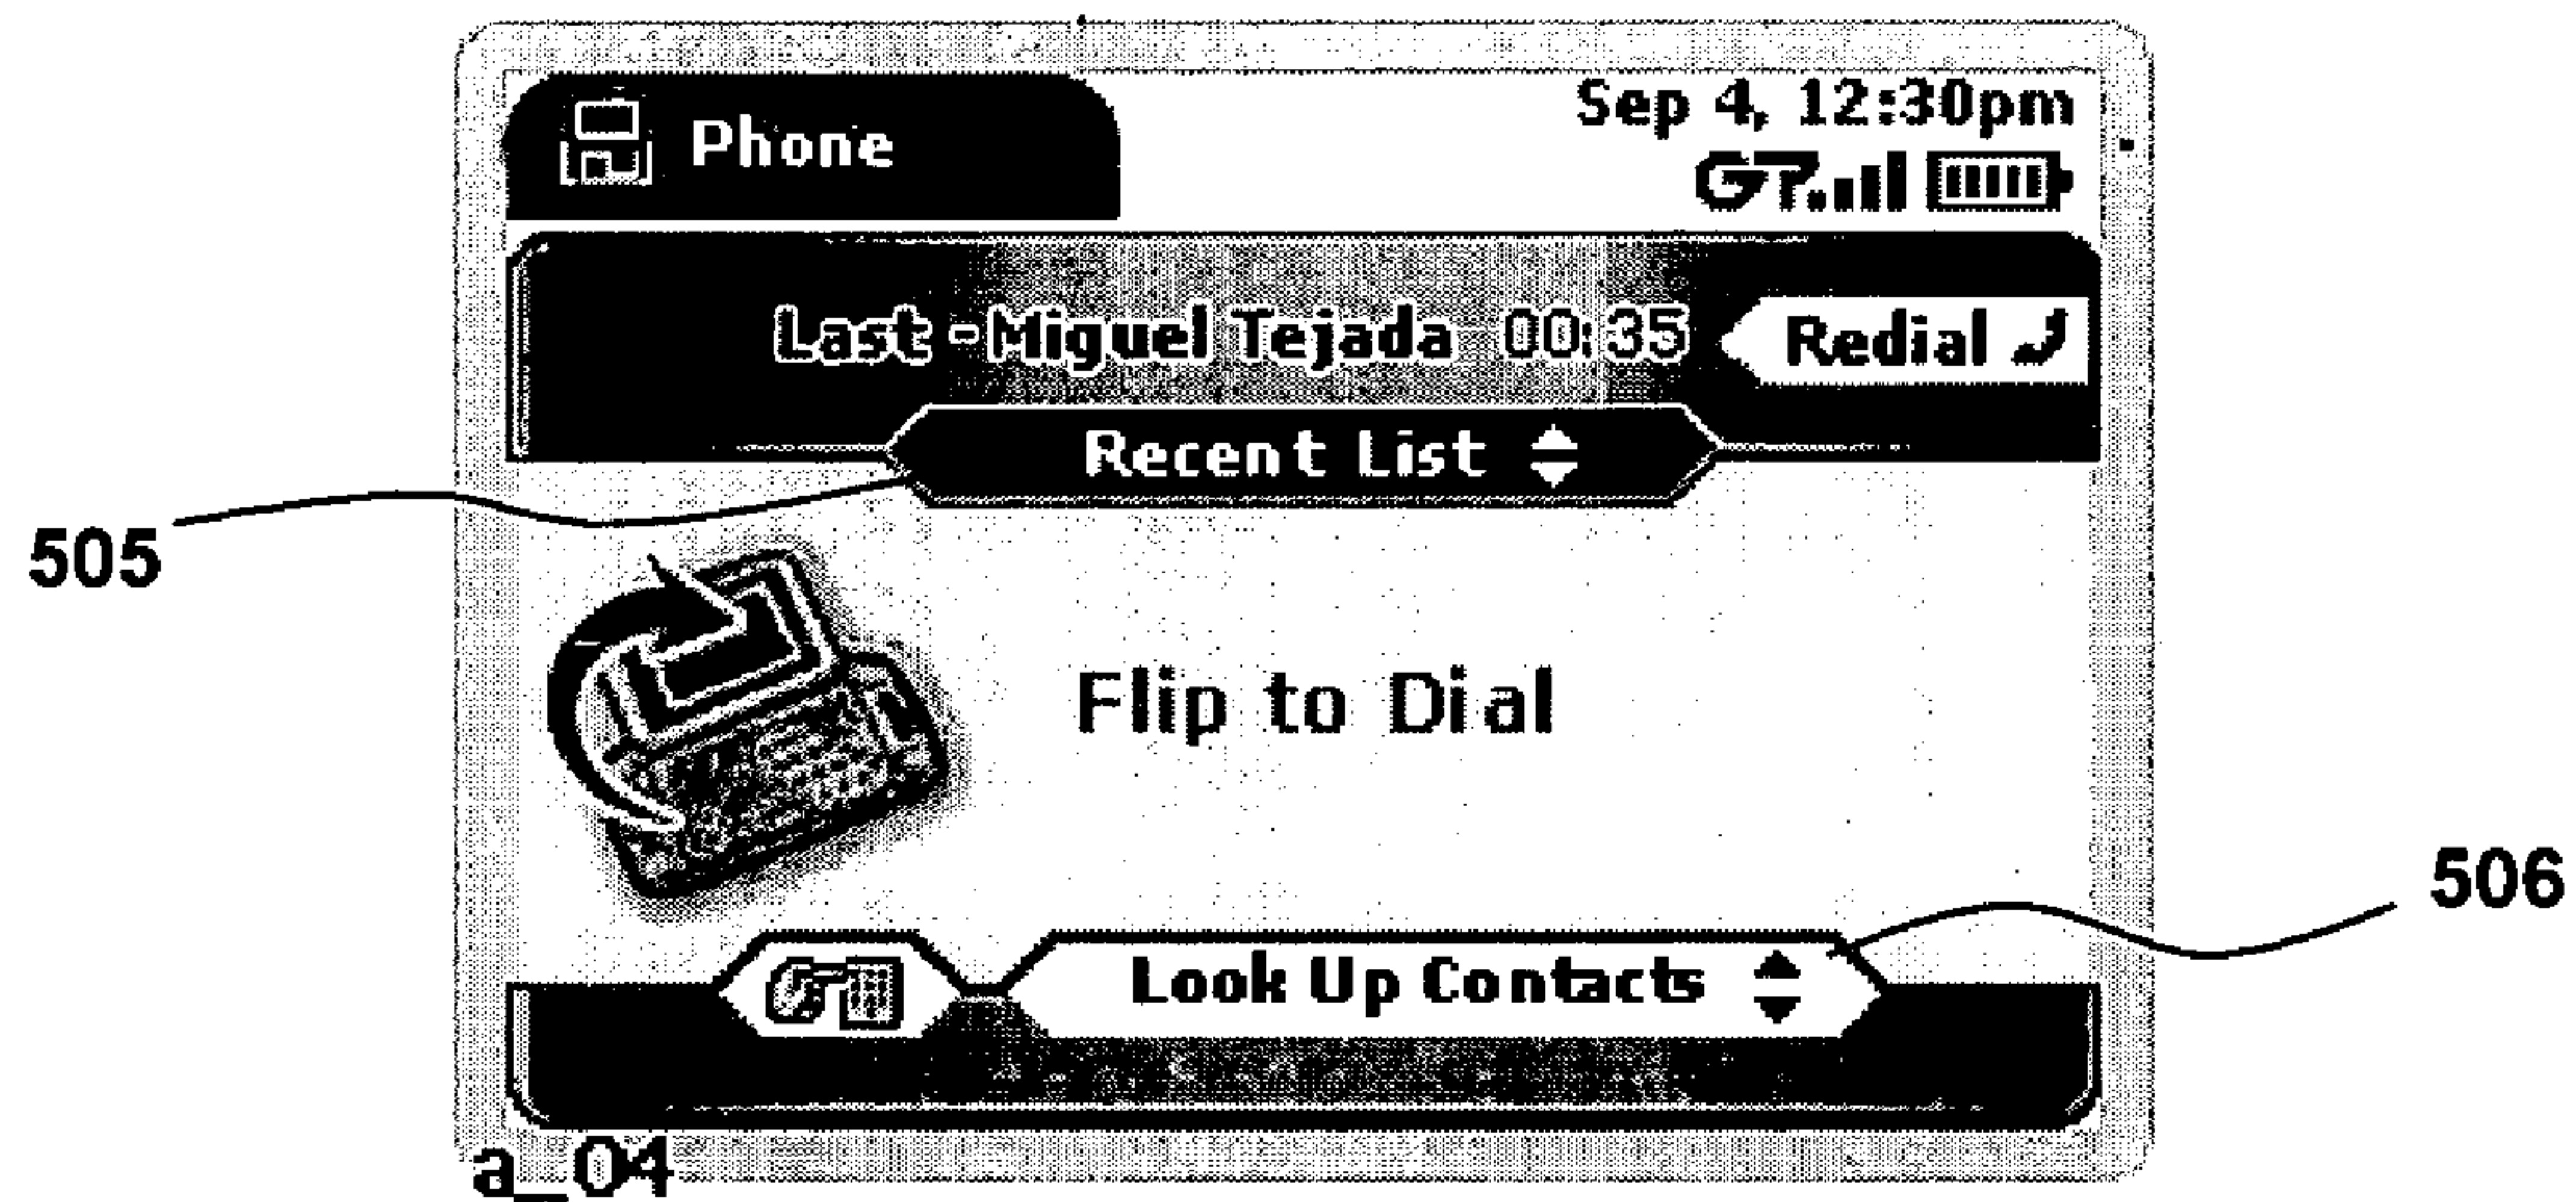 Phone
Sep 4, 12:30pm
G
Last - Miguel Tejada 00:35
Redial
Recent List
505
Flip to Dial
506
Look Up Contacts
a_04